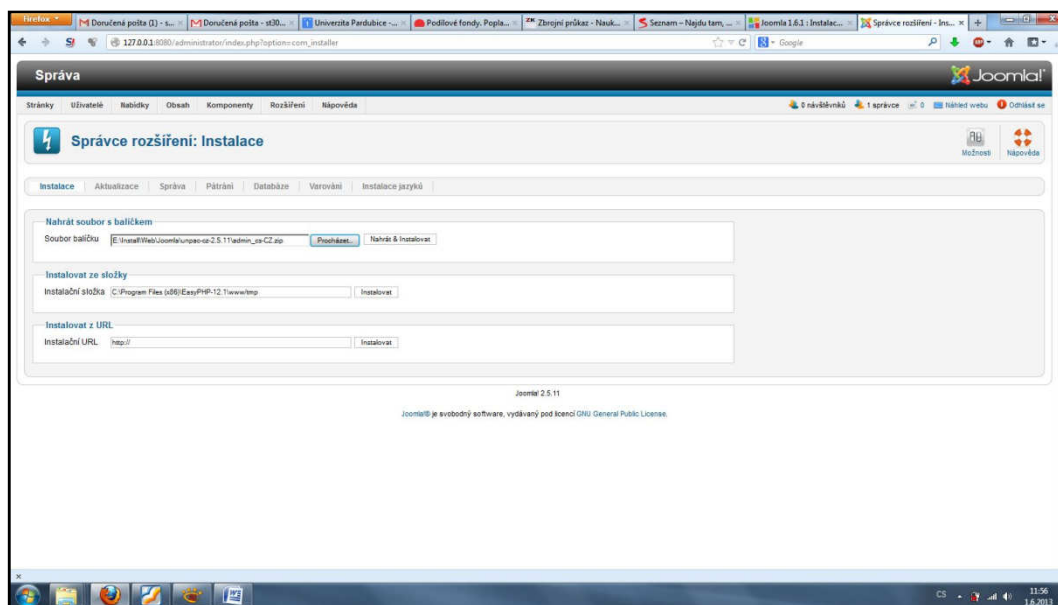 Firefox
Doručená pošta (1) - s...
Doručená pošta - st30...
Univerzita Pardubice -...
Podílové fondy. Popla...
ZK Zbrojní průkaz - Nauk...
Seznam – Najdu tam, ...
Joomla 1.6.1 : Instalac...
Správce rozšíření - Ins...
127.0.0.1:8080/administrator/index.php?option=com_installer
Google
Správa
Joomla!
Stránky Uživatelé Nabídky Obsah Komponenty Rozšíření Nápověda
0 návštěvníků 1 správce 0 Náhled webu Odhlásit se
Správce rozšíření: Instalace
Možnosti Nápověda
Instalace Aktualizace Správa Pátrání Databáze Varování Instalace jazyků
Nahrát soubor s balíčkem
Soubor balíčku E:\Install\Web\Joomla\unpac-cz-2.5.11\admin_cs-CZ.zip Procházet... Nahrát & Instalovat
Instalovat ze složky
Instalační složka C:\Program Files (x86)\EasyPHP-12.1\www/tmp Instalovat
Instalovat z URL
Instalační URL http:// Instalovat
Joomla! 2.5.11
Joomla!® je svobodný software, vydávaný pod licencí GNU General Public License.
CS
11:56
1.6.2013